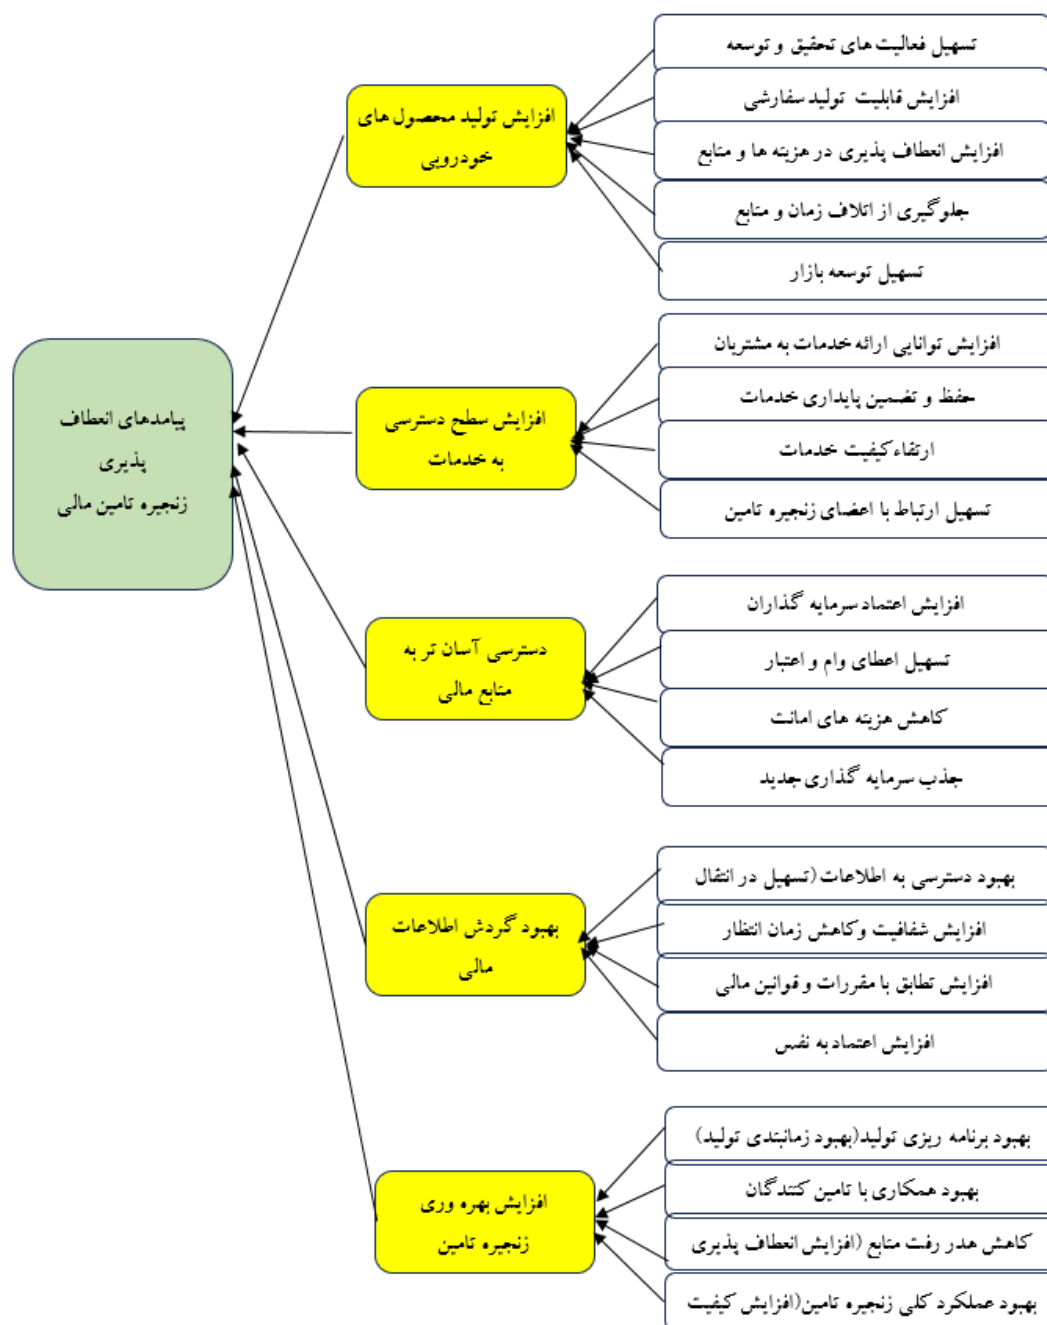 تسهیل فعالیت های تحقیق و توسعه
افزایش قابلیت تولید سفارشی
افزایش انعطاف پذیری در هزینه ها و منابع
جلوگیری از اتلاف زمان و منابع
تسهیل توسعه بازار
افزایش تولید محصول های
خودرویی
افزایش توانایی ارائه خدمات به مشتریان
حفظ و تضمین پایداری خدمات
ارتقاء کیفیت خدمات
تسهیل ارتباط با اعضای زنجیره تامین
افزایش سطح دسترسی
به خدمات
پیامدهای انعطاف
پذیری
زنجیره تامین مالی
افزایش اعتماد سرمایه گذاران
تسهیل اعطای وام و اعتبار
کاهش هزینه های امانت
جذب سرمایه گذاری جدید
دسترسی آسان تر به
منابع مالی
بهبود دسترسی به اطلاعات(تسهیل در انتقال
افزایش شفافیت وکاهش زمان انتظار
افزایش تطابق با مقررات و قوانین مالی
افزایش اعتماد به نفس
بهبود گردش اطلاعات
مالی
بهبود برنامه ریزی تولید(بهبود زمانبندی تولید)
بهبود همکاری با تامین کنندگان
کاهش هدر رفت منابع (افزایش انعطاف پذیری
بهبود عملکرد کلی زنجیره تامین(افزایش کیفیت
افزایش بهره وری
زنجیره تامین